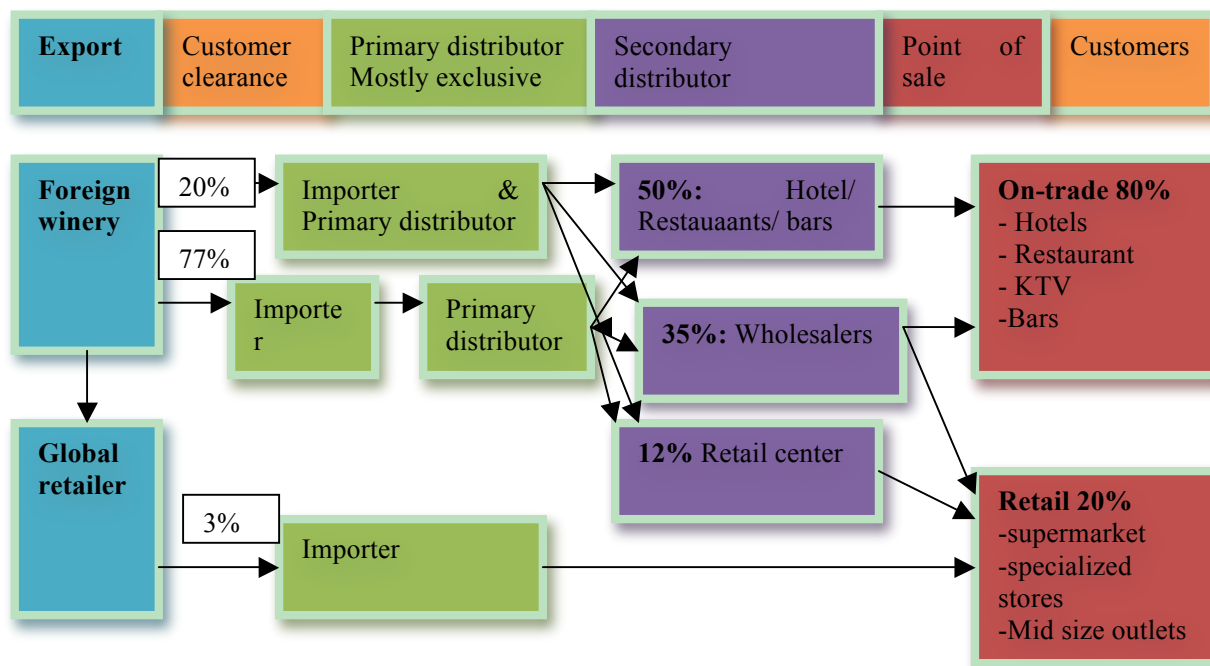 Export
Customer
clearance
Primary distributor
Mostly exclusive
Secondary
distributor
Point of
sale
Customers
Foreign
winery
20%
77%
Importer &
Primary distributor
Importe
r
Primary
distributor
50%: Hotel/
Restauaants/ bars
35%: Wholesalers
12% Retail center
On-trade 80%
- Hotels
- Restaurant
- KTV
-Bars
Global
retailer
3%
Importer
Retail 20%
-supermarket
-specialized
stores
-Mid size outlets